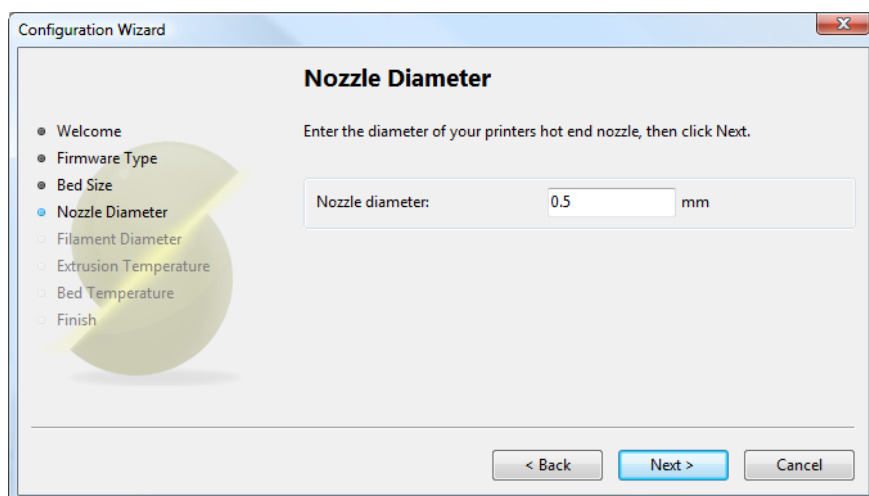 Configuration Wizard
Nozzle Diameter
Welcome
Firmware Type
Bed Size
Nozzle Diameter
Filament Diameter
Extrusion Temperature
Bed Temperature
Finish
Enter the diameter of your printers hot end nozzle, then click Next.
Nozzle diameter: 0.5 mm
< Back Next > Cancel